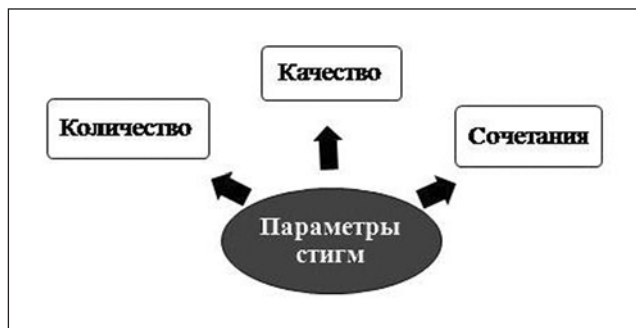 Качество
Количество
Сочетания
Параметры
стигм